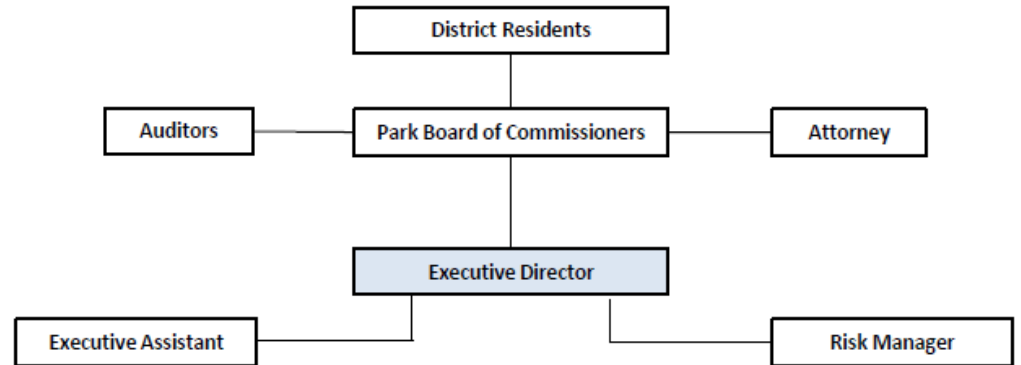 District Residents
Auditors
Park Board of Commissioners
Attorney
Executive Director
Executive Assistant
Risk Manager